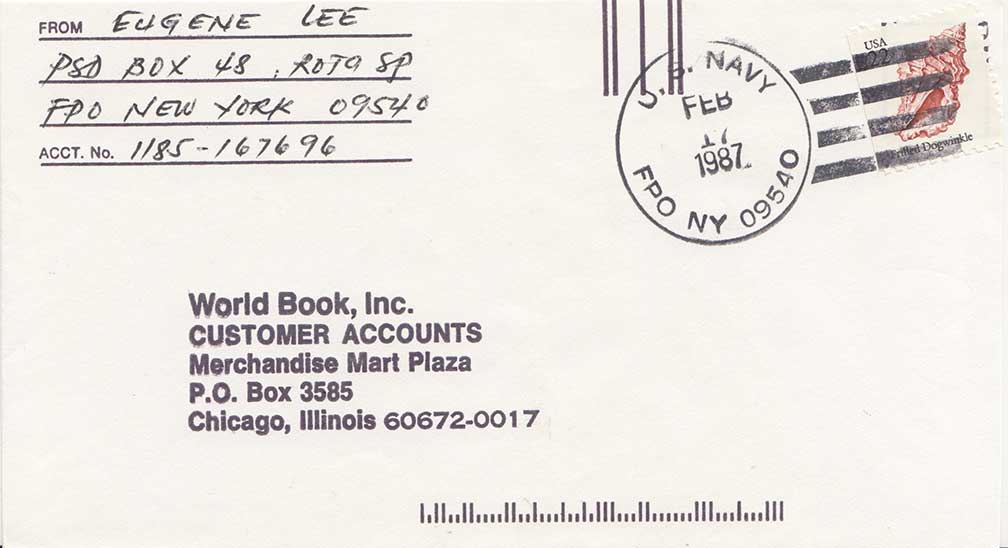 FROM EUGENE LEE
PSD BOX 48, ROTA SP
FPO NEW YORK 09540
ACCT. No. 1185-167696
U.S. NAVY
FEB
17
1987
FPO NY 09540
USA
22
Frilled Dogwinkle
World Book, Inc.
CUSTOMER ACCOUNTS
Merchandise Mart Plaza
P.O. Box 3585
Chicago, Illinois 60672-0017